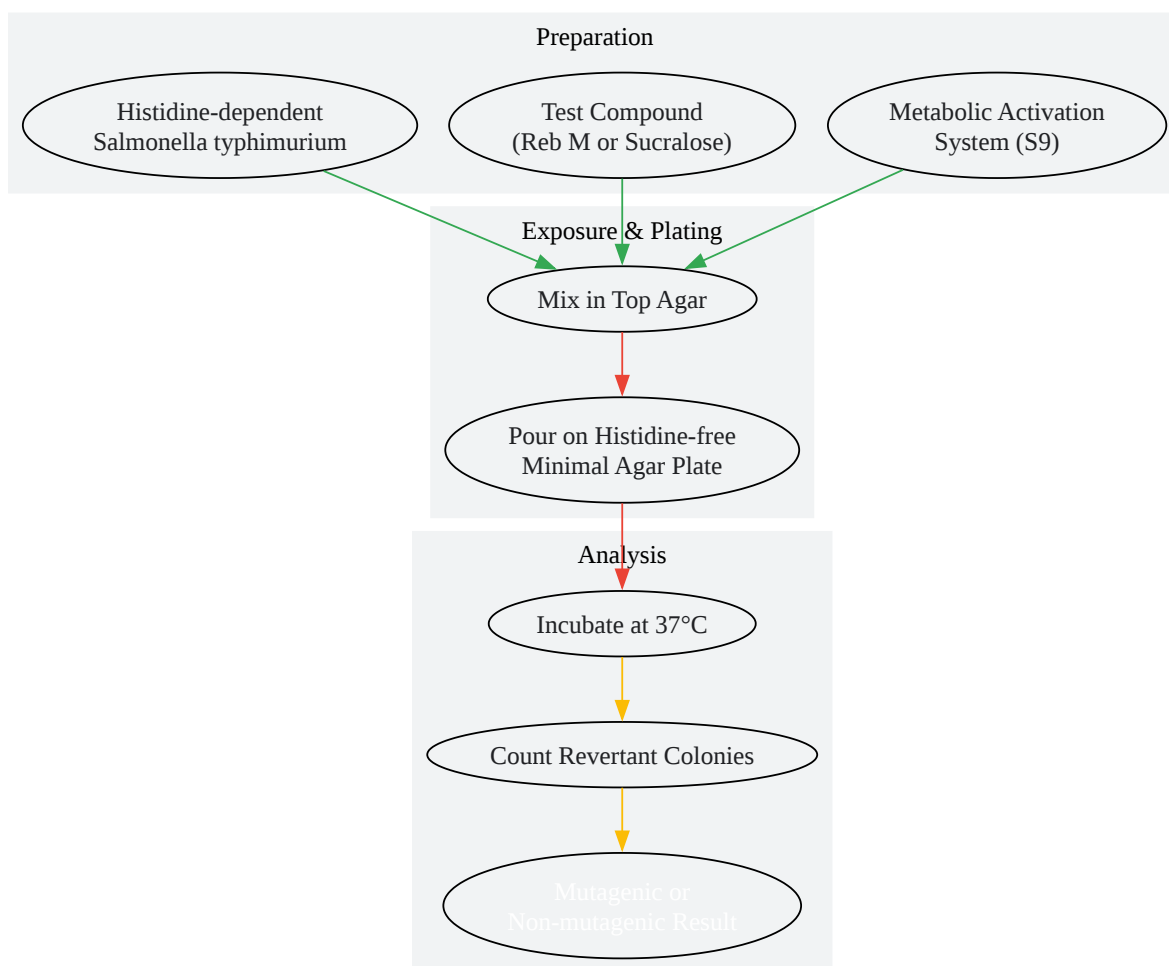 Preparation
Histidine-dependent
Salmonella typhimurium
Test Compound
(Reb M or Sucralose)
Metabolic Activation
System (S9)
Exposure & Plating
Mix in Top Agar
Pour on Histidine-free
Minimal Agar Plate
Analysis
Incubate at 37°C
Count Revertant Colonies
Mutagenic or
Non-mutagenic Result